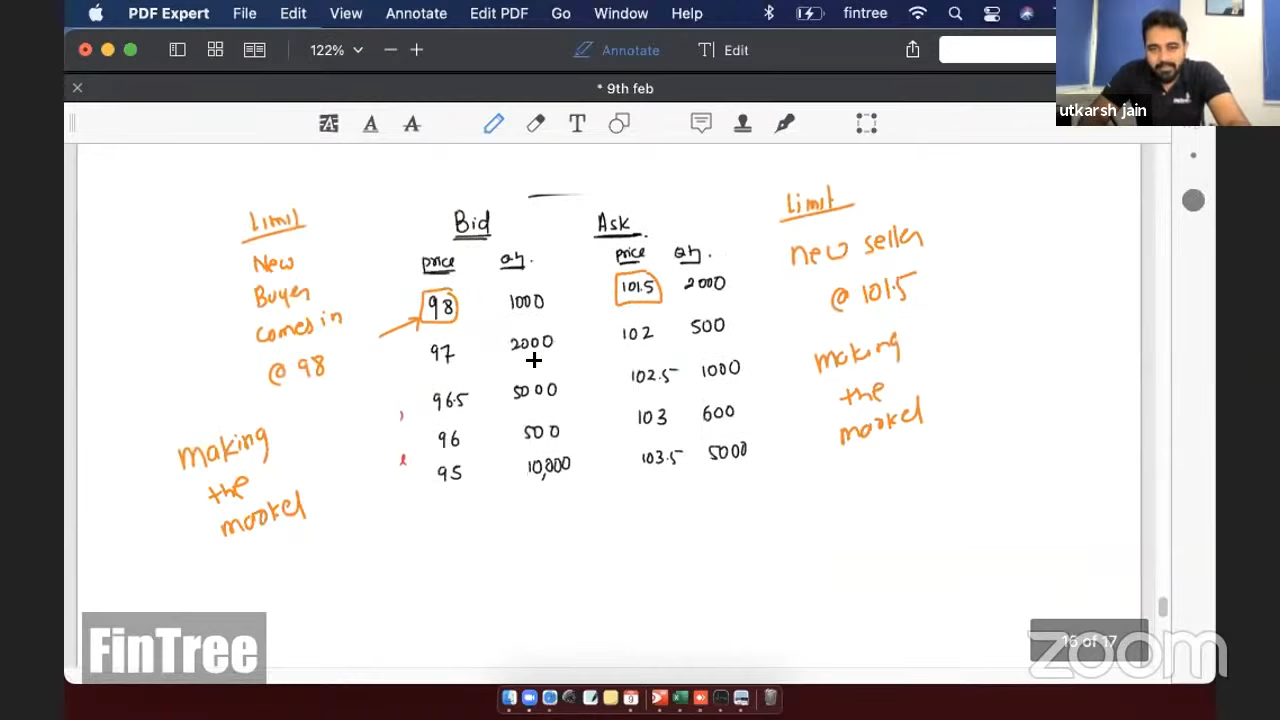 PDF Expert File Edit View Annotate Edit PDF Go Window Help fintree
122% Annotate Edit
* 9th feb
utkarsh jain
Limit
New
Buyer
comes in
@ 98
making
the
market
Bid Ask
price qty. price qty.
98 1000 101.5 2000
97 2000 102 500
96.5 5000 102.5 1000
96 500 103 600
95 10,000 103.5 5000
Limit
new seller
@ 101.5
making
the
market
FinTree
16 of 17
zoom